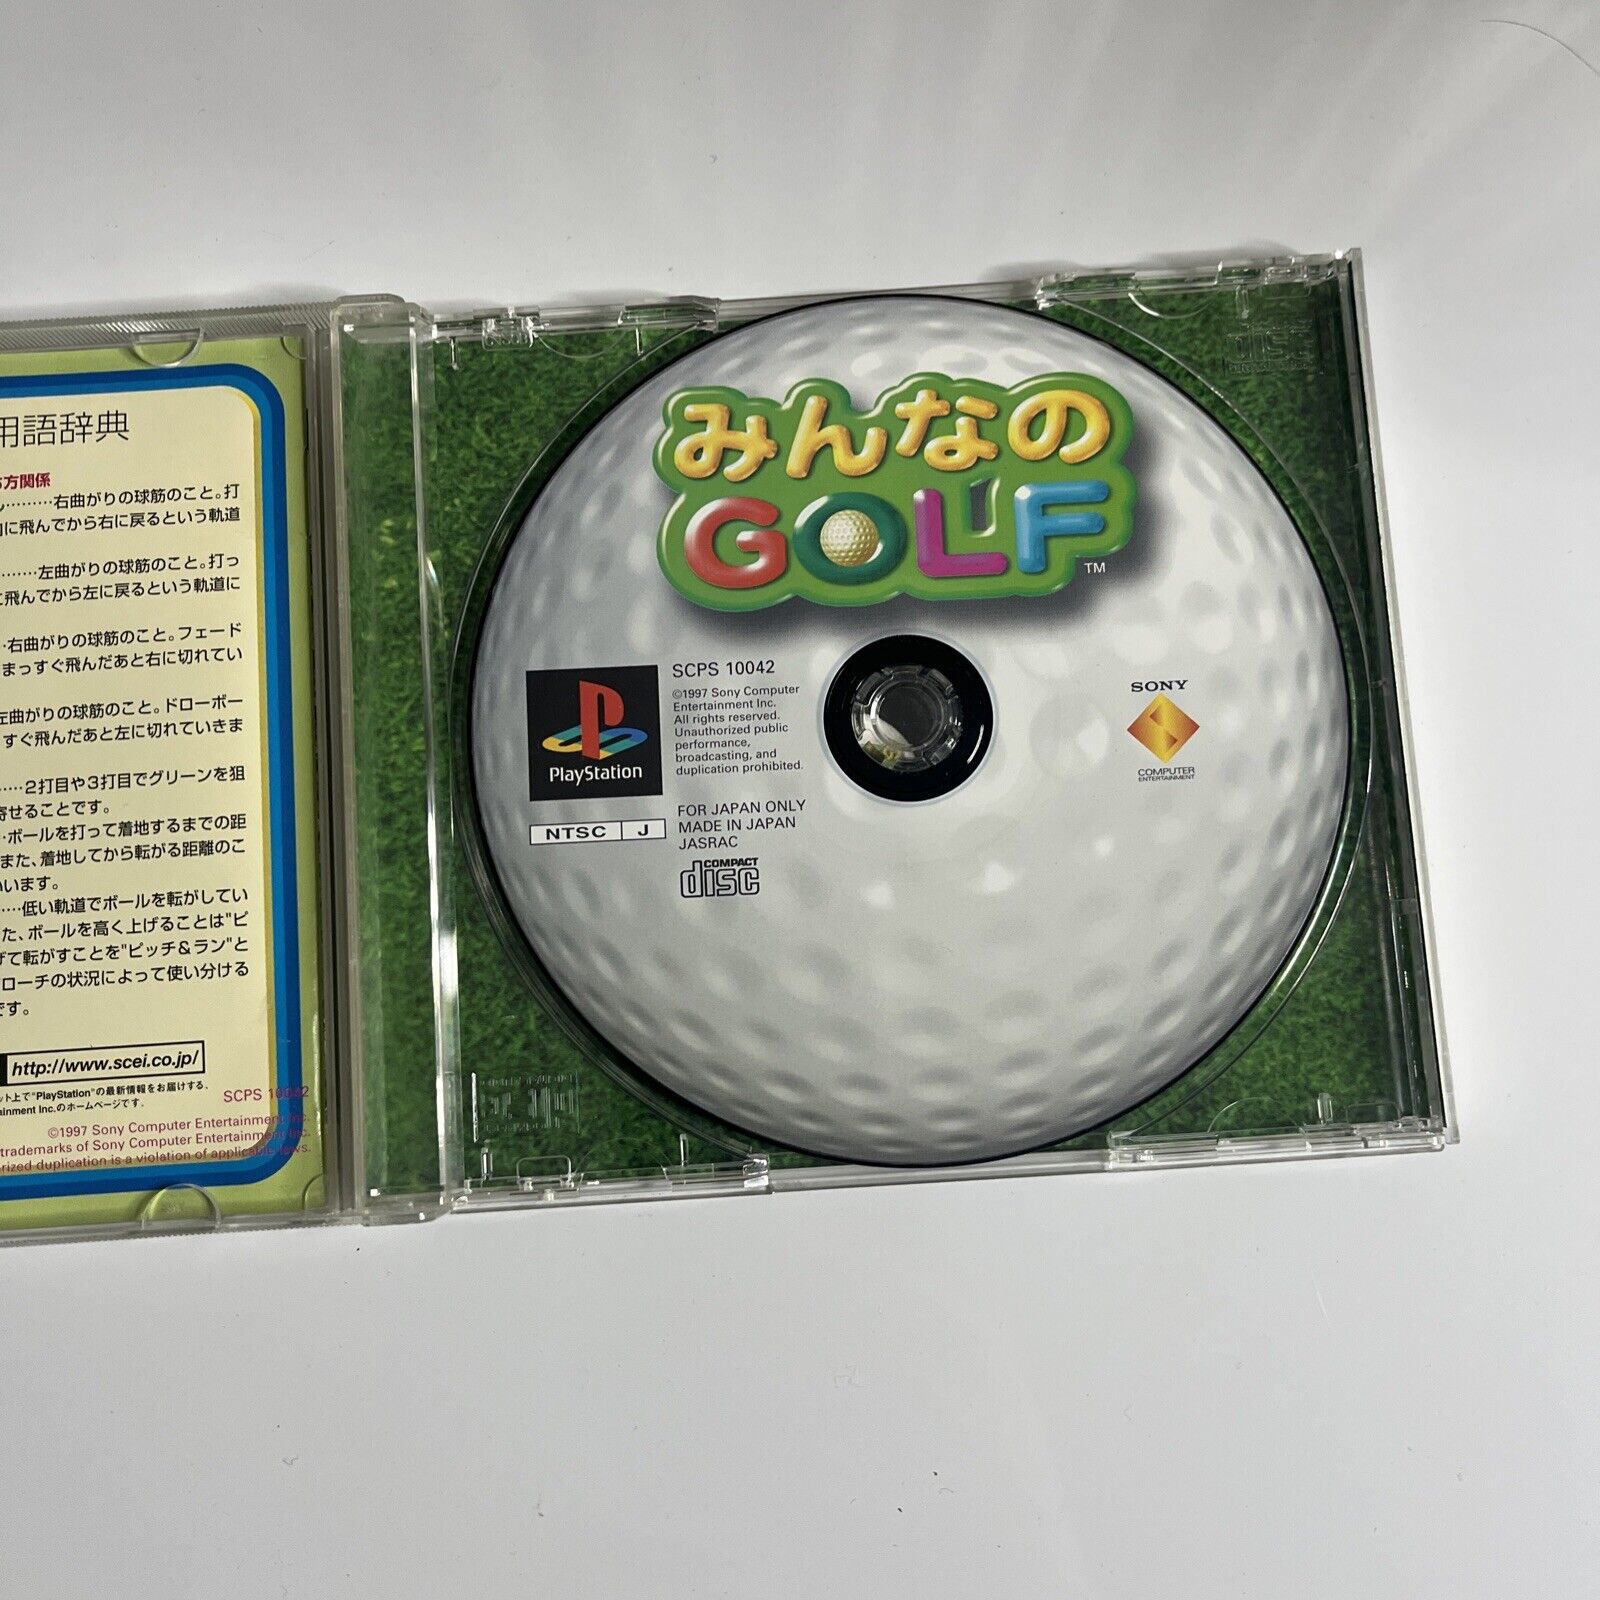 用語辞典
方関係
………右曲がりの球筋のこと。打
に飛んでから右に戻るという軌道
………左曲がりの球筋のこと。打っ
飛んでから左に戻るという軌道に
右曲がりの球筋のこと。フェード
まっすぐ飛んだあと右に切れてい
左曲がりの球筋のこと。ドローボー
すぐ飛んだあと左に切れていきま
……2打目や3打目でグリーンを狙
寄せることです。
ボールを打って着地するまでの距
また、着地してから転がる距離のこ
います。
……低い軌道でボールを転がしてい
た、ボールを高く上げることは"ピ
げて転がすことを"ピッチ&ラン"と
ローチの状況によって使い分ける
です。
http://www.scei.co.jp/
ット上で"PlayStation"の最新情報をお届けする、
ainment Inc.のホームページです。
SCPS 10042
©1997 Sony Computer Entertainment Inc.
trademarks of Sony Computer Entertainment Inc.
rized duplication is a violation of applicable laws.
みんなの
GOLF
TM
PlayStation
NTSC J
SCPS 10042
©1997 Sony Computer
Entertainment Inc.
All rights reserved.
Unauthorized public
performance,
broadcasting, and
duplication prohibited.
FOR JAPAN ONLY
MADE IN JAPAN
JASRAC
COMPACT
disc
SONY
COMPUTER
ENTERTAINMENT